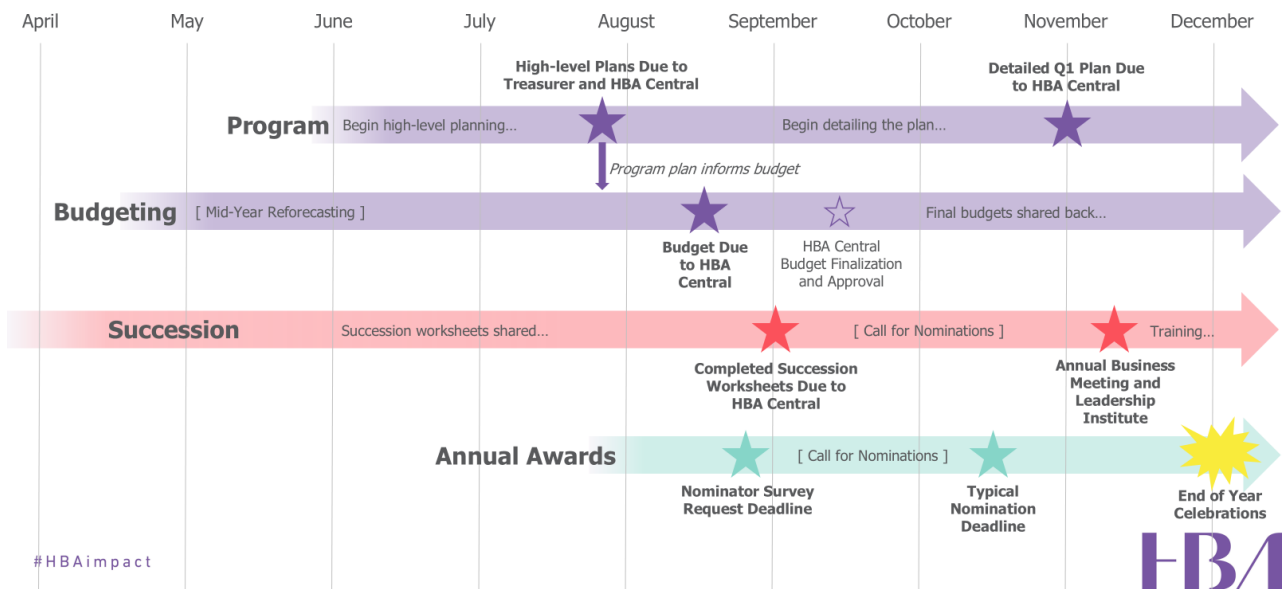 April May June July August September October November December
High-level Plans Due to
Treasurer and HBA Central
Detailed Q1 Plan Due
to HBA Central
Program
Begin high-level planning...
Begin detailing the plan...
Program plan informs budget
Budgeting
[ Mid-Year Reforecasting ]
Final budgets shared back...
Budget Due
to HBA
Central
HBA Central
Budget Finalization
and Approval
Succession
Succession worksheets shared...
[ Call for Nominations ]
Training...
Completed Succession
Worksheets Due to
HBA Central
Annual Business
Meeting and
Leadership
Institute
Annual Awards
[ Call for Nominations ]
Nominator Survey
Request Deadline
Typical
Nomination
Deadline
End of Year
Celebrations
#HBAimpact
HBA